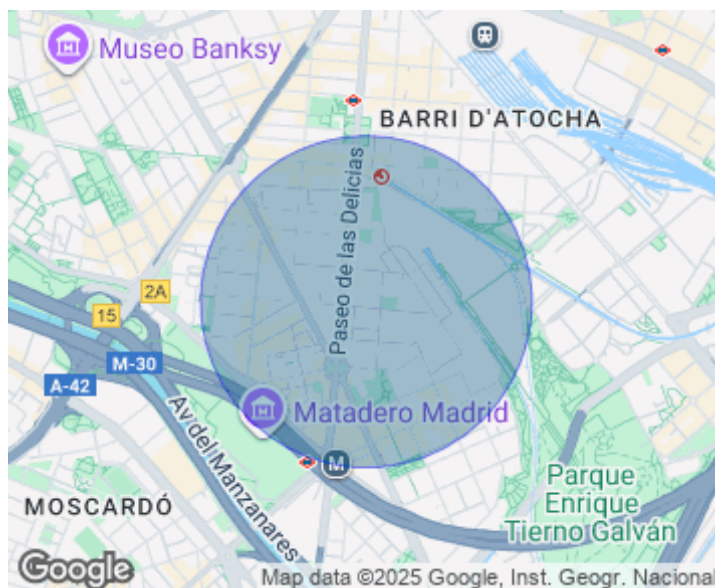 Museo Banksy
BARRI D'ATOCHA
Paseo de las Delicias
2A
15
M-30
A-42
Av del Manzanares
Matadero Madrid
M
MOSCARDÓ
Parque
Enrique
Tierno Galván
Google
Map data ©2025 Google, Inst. Geogr. Nacional